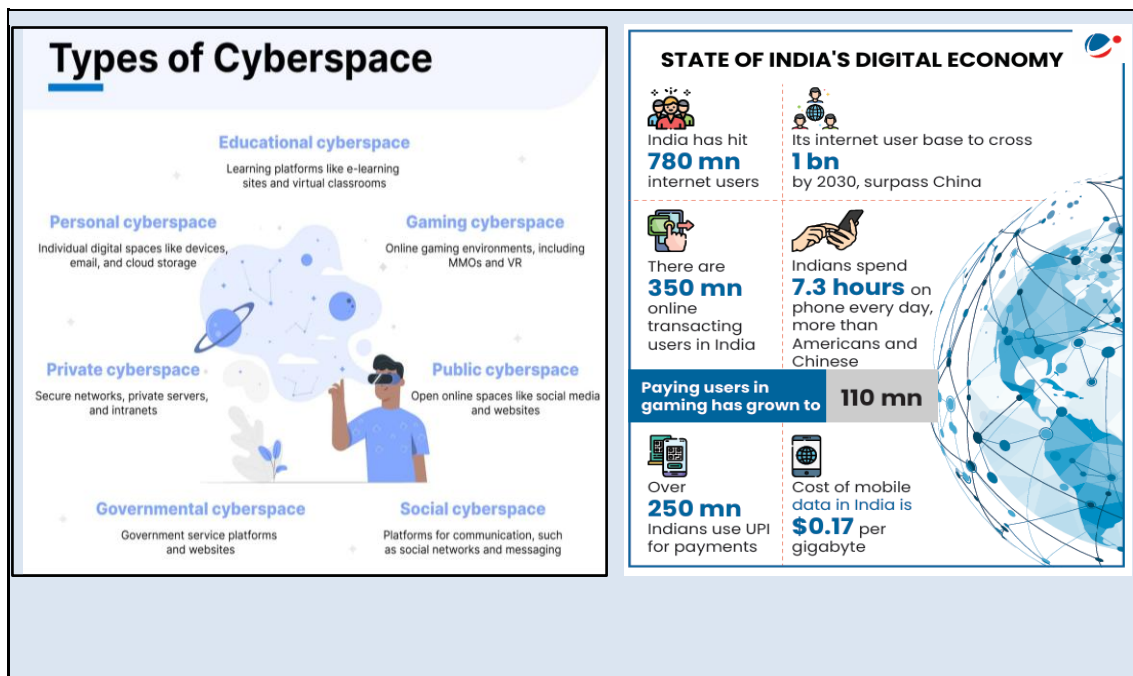 Types of Cyberspace
Educational cyberspace
Learning platforms like e-learning
sites and virtual classrooms
Personal cyberspace
Individual digital spaces like devices,
email, and cloud storage
Gaming cyberspace
Online gaming environments, including
MMOs and VR
Private cyberspace
Secure networks, private servers,
and intranets
Public cyberspace
Open online spaces like social media
and websites
Governmental cyberspace
Government service platforms
and websites
Social cyberspace
Platforms for communication, such
as social networks and messaging
STATE OF INDIA'S DIGITAL ECONOMY
India has hit
780 mn
internet users
Its internet user base to cross
1 bn
by 2030, surpass China
There are
350 mn
online
transacting
users in India
Indians spend
7.3 hours on
phone every day,
more than
Americans and
Chinese
Paying users in
gaming has grown to
110 mn
Over
250 mn
Indians use UPI
for payments
Cost of mobile
data in India is
$0.17 per
gigabyte